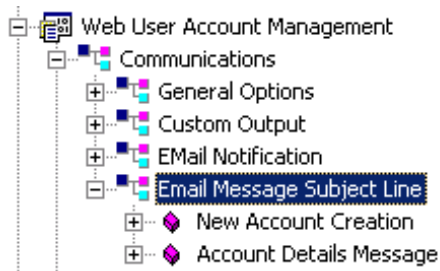 Web User Account Management
Communications
General Options
Custom Output
EMail Notification
Email Message Subject Line
New Account Creation
Account Details Message